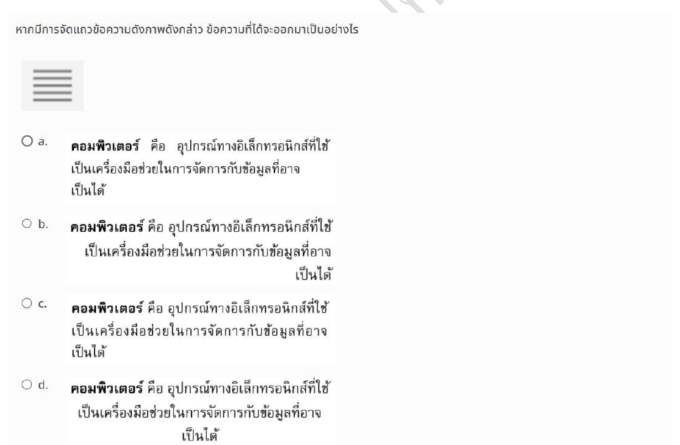 หากมีการจัดแถวข้อความดังภาพดังกล่าว ข้อความที่ได้จะออกมาเป็นอย่างไร
a. คอมพิวเตอร์ คือ อุปกรณ์ทางอิเล็กทรอนิกส์ที่ใช้
เป็นเครื่องมือช่วยในการจัดการกับข้อมูลที่อาจ
เป็นได้
b. คอมพิวเตอร์ คือ อุปกรณ์ทางอิเล็กทรอนิกส์ที่ใช้
เป็นเครื่องมือช่วยในการจัดการกับข้อมูลที่อาจ
เป็นได้
c. คอมพิวเตอร์ คือ อุปกรณ์ทางอิเล็กทรอนิกส์ที่ใช้
เป็นเครื่องมือช่วยในการจัดการกับข้อมูลที่อาจ
เป็นได้
d. คอมพิวเตอร์ คือ อุปกรณ์ทางอิเล็กทรอนิกส์ที่ใช้
เป็นเครื่องมือช่วยในการจัดการกับข้อมูลที่อาจ
เป็นได้